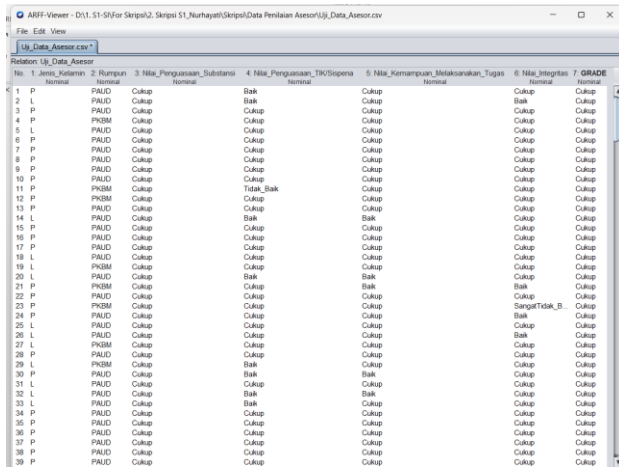 ARFF-Viewer - D:\1. S1-SI\For Skripsi\2. Skripsi S1_Nurhayati\Skripsi\Data Penilaian Asesor\Uji_Data_Asesor.csv
File Edit View
Uji_Data_Asesor.csv *
Relation: Uji_Data_Asesor
No. 1: Jenis_Kelamin 2: Rumpun 3: Nilai_Penguasaan_Substansi 4: Nilai_Penguasaan_TIK/Sispena 5: Nilai_Kemampuan_Melaksanakan_Tugas 6: Nilai_Integritas 7: GRADE
Nominal Nominal Nominal Nominal Nominal Nominal Nominal
1 P PAUD Cukup Baik Cukup Cukup Cukup
2 L PAUD Cukup Baik Cukup Baik Cukup
3 P PAUD Cukup Cukup Cukup Cukup Cukup
4 P PKBM Cukup Cukup Cukup Cukup Cukup
5 L PAUD Cukup Cukup Cukup Cukup Cukup
6 P PAUD Cukup Cukup Cukup Cukup Cukup
7 P PAUD Cukup Cukup Cukup Cukup Cukup
8 P PAUD Cukup Cukup Cukup Cukup Cukup
9 P PAUD Cukup Cukup Cukup Cukup Cukup
10 P PAUD Cukup Cukup Cukup Cukup Cukup
11 P PKBM Cukup Tidak_Baik Cukup Cukup Cukup
12 P PKBM Cukup Cukup Cukup Cukup Cukup
13 P PAUD Cukup Cukup Cukup Cukup Cukup
14 L PAUD Cukup Baik Baik Cukup Cukup
15 P PAUD Cukup Cukup Cukup Cukup Cukup
16 P PAUD Cukup Cukup Cukup Cukup Cukup
17 P PAUD Cukup Cukup Cukup Cukup Cukup
18 L PAUD Cukup Cukup Cukup Cukup Cukup
19 L PKBM Cukup Cukup Cukup Cukup Cukup
20 L PAUD Cukup Baik Baik Cukup Cukup
21 P PKBM Cukup Cukup Baik Baik Cukup
22 P PAUD Cukup Cukup Cukup Cukup Cukup
23 P PKBM Cukup Cukup Cukup SangatTidak_B... Cukup
24 P PAUD Cukup Cukup Cukup Baik Cukup
25 L PAUD Cukup Cukup Cukup Cukup Cukup
26 L PAUD Cukup Cukup Cukup Baik Cukup
27 L PKBM Cukup Cukup Cukup Cukup Cukup
28 P PAUD Cukup Cukup Cukup Cukup Cukup
29 L PKBM Cukup Baik Cukup Cukup Cukup
30 P PAUD Cukup Baik Baik Cukup Cukup
31 L PAUD Cukup Cukup Cukup Cukup Cukup
32 L PAUD Cukup Baik Baik Cukup Cukup
33 L PAUD Cukup Baik Cukup Cukup Cukup
34 P PAUD Cukup Cukup Cukup Cukup Cukup
35 P PAUD Cukup Cukup Cukup Cukup Cukup
36 P PAUD Cukup Cukup Cukup Cukup Cukup
37 P PAUD Cukup Cukup Cukup Cukup Cukup
38 P PAUD Cukup Cukup Cukup Cukup Cukup
39 P PAUD Cukup Cukup Cukup Cukup Cukup